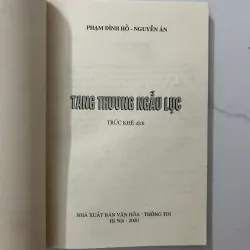 PHẠM ĐÌNH HỔ - NGUYỄN ÁN
TANG THƯƠNG NGẪU LỤC
TRÚC KHÊ dịch
NHÀ XUẤT BẢN VĂN HÓA - THÔNG TIN
Hà Nội - 2000